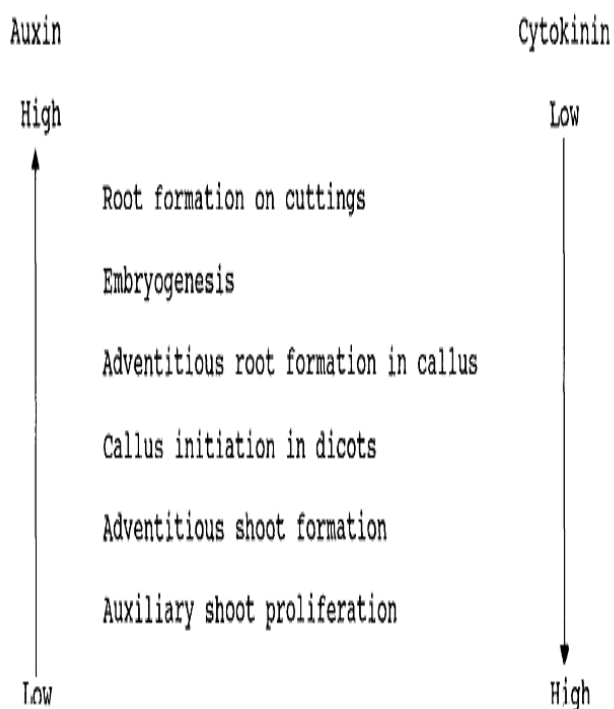 Auxin Cytokinin
High Low
Root formation on cuttings
Embryogenesis
Adventitious root formation in callus
Callus initiation in dicots
Adventitious shoot formation
Auxiliary shoot proliferation
Low High